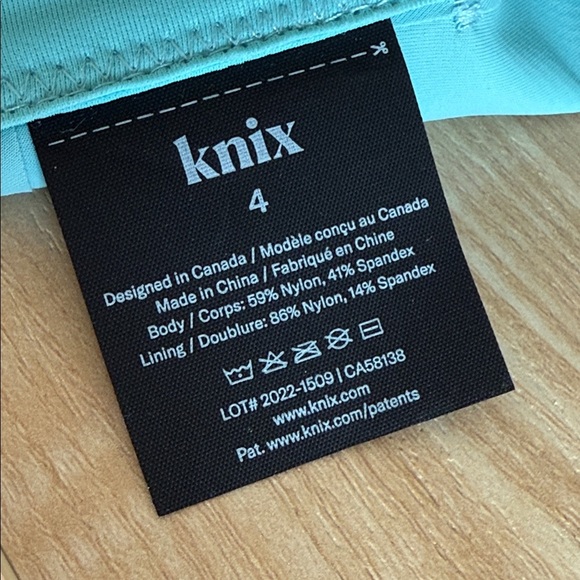 knix
4
Designed in Canada / Modèle conçu au Canada
Made in China / Fabriqué en Chine
Body / Corps: 59% Nylon, 41% Spandex
Lining / Doublure: 86% Nylon, 14% Spandex
LOT# 2022-1509 | CA58138
www.knix.com
Pat. www.knix.com/patents